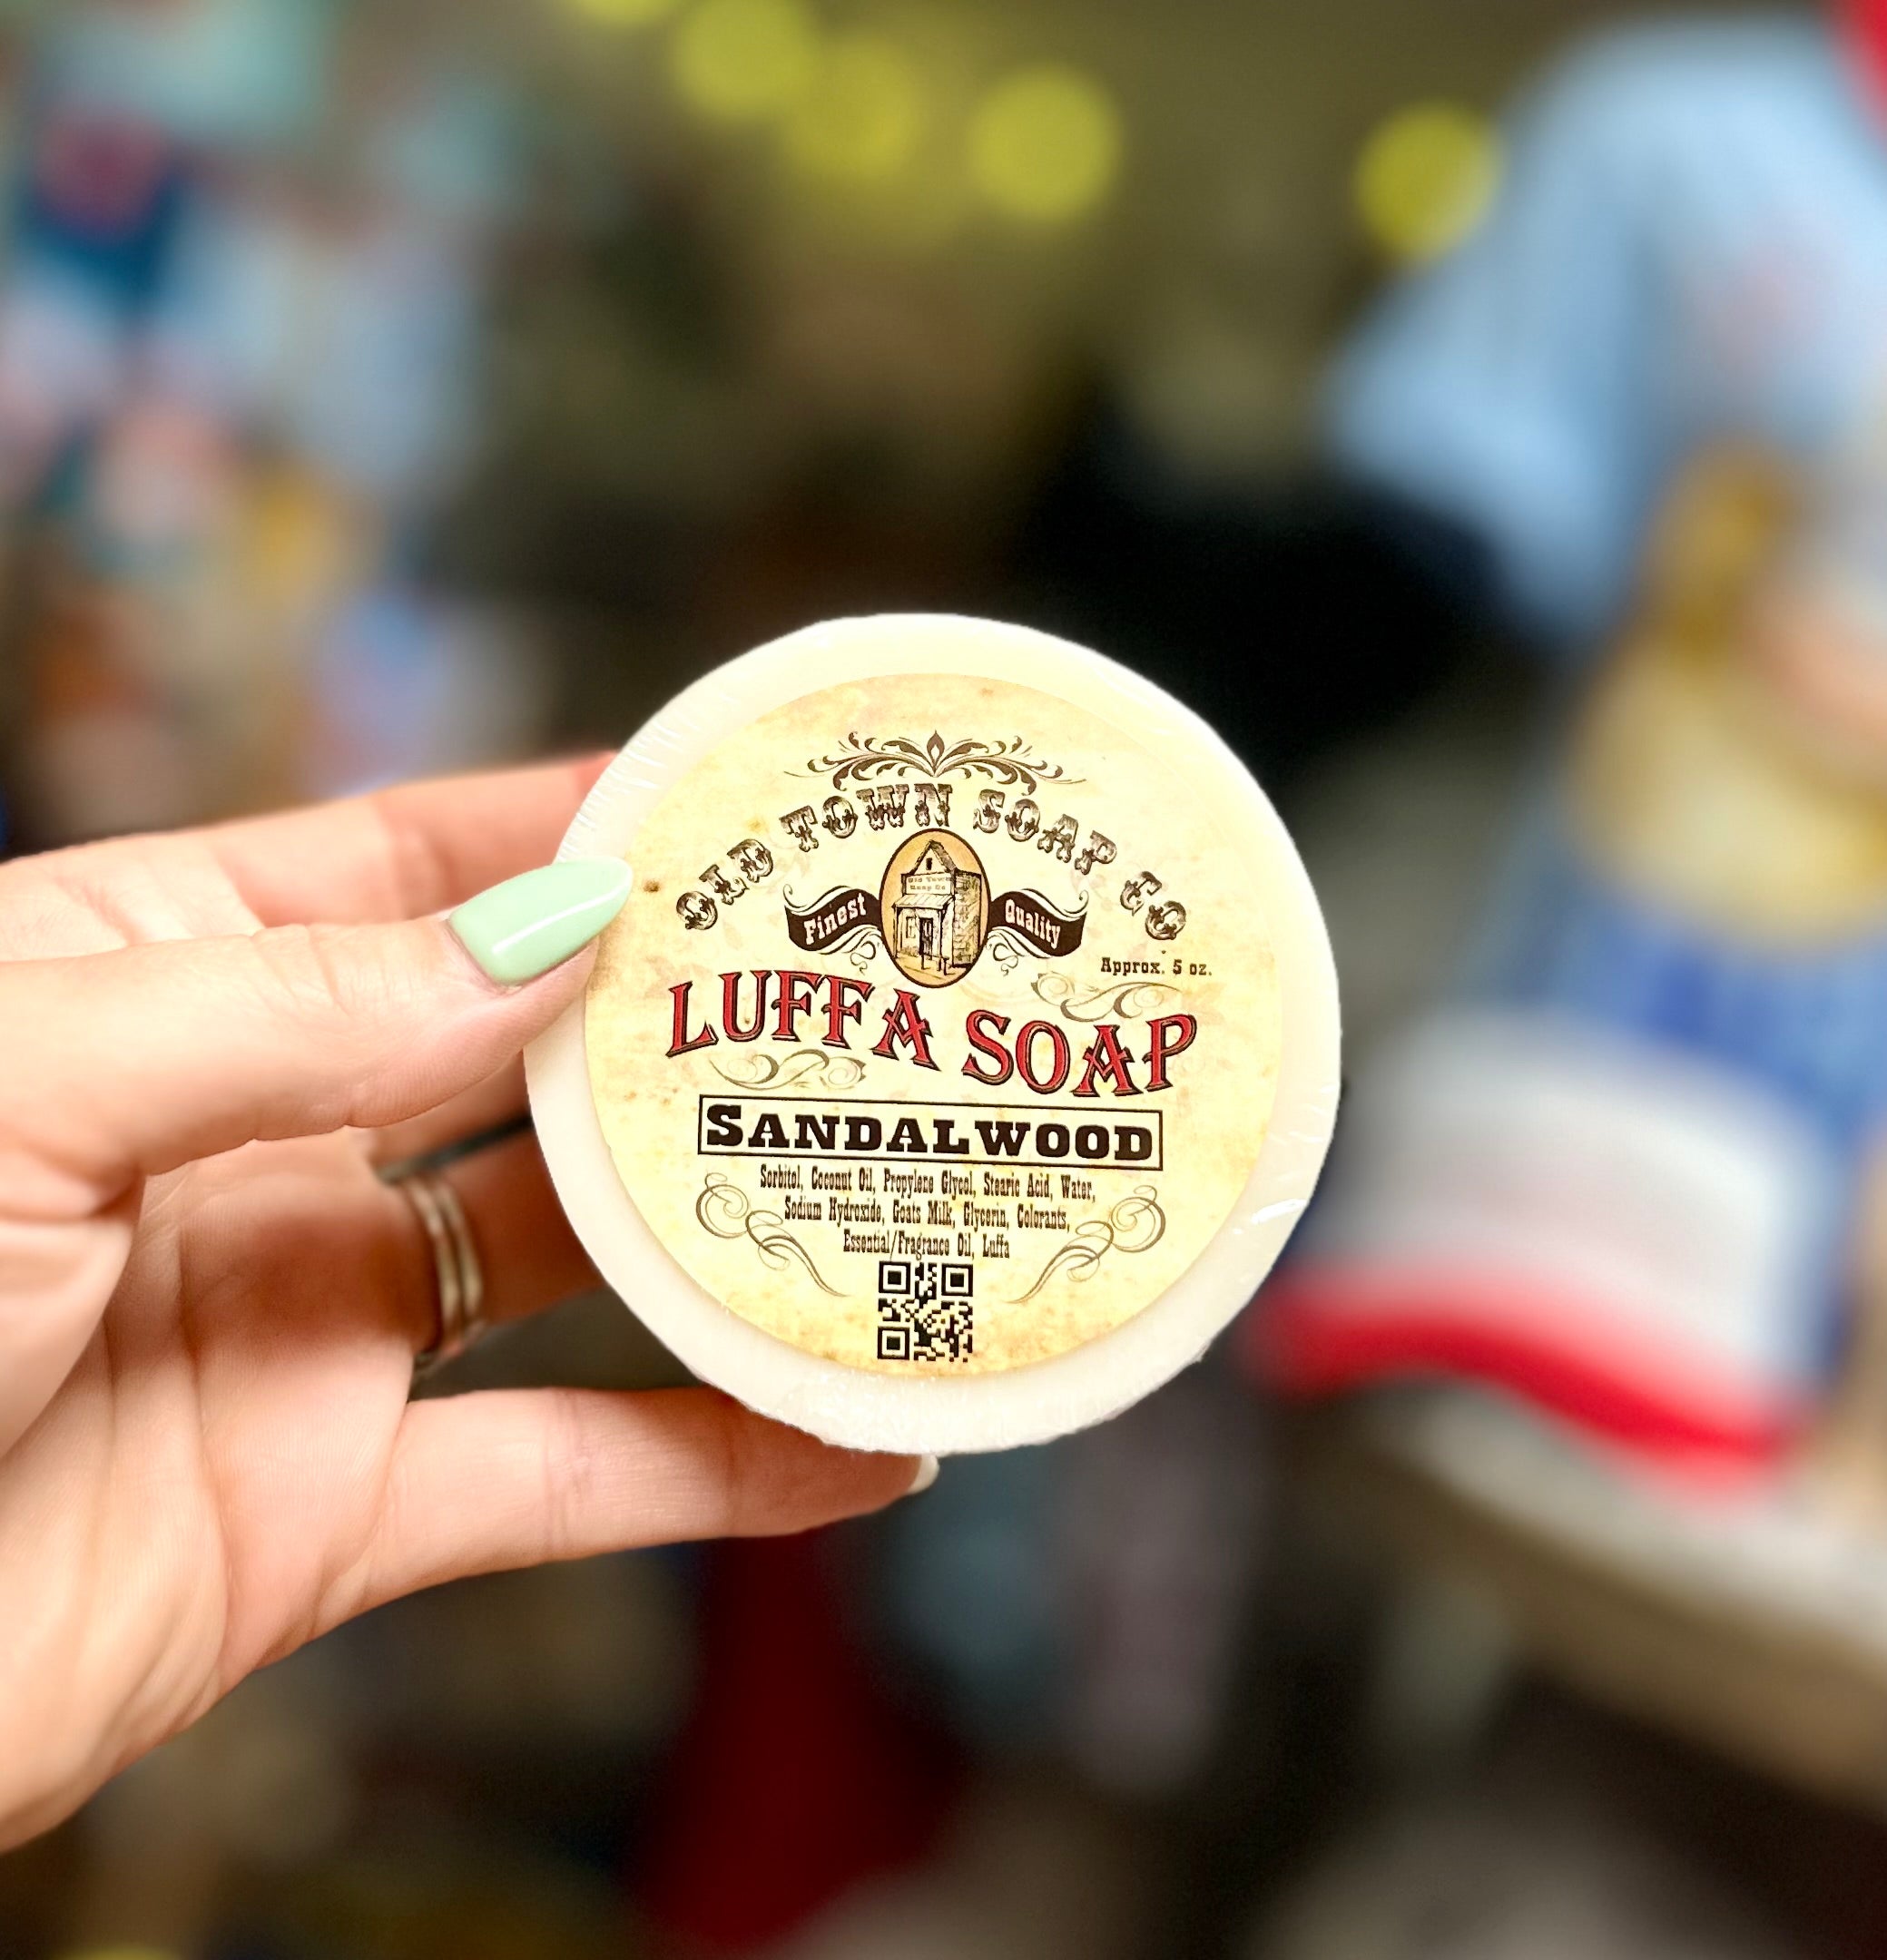 OLD TOWN SOAP CO
Old Town
Soap Co
Finest Quality
Approx. 5 oz.
LUFFA SOAP
SANDALWOOD
Sorbitol, Coconut Oil, Propylene Glycol, Stearic Acid, Water,
Sodium Hydroxide, Goats Milk, Glycerin, Colorants,
Essential/Fragrance Oil, Luffa